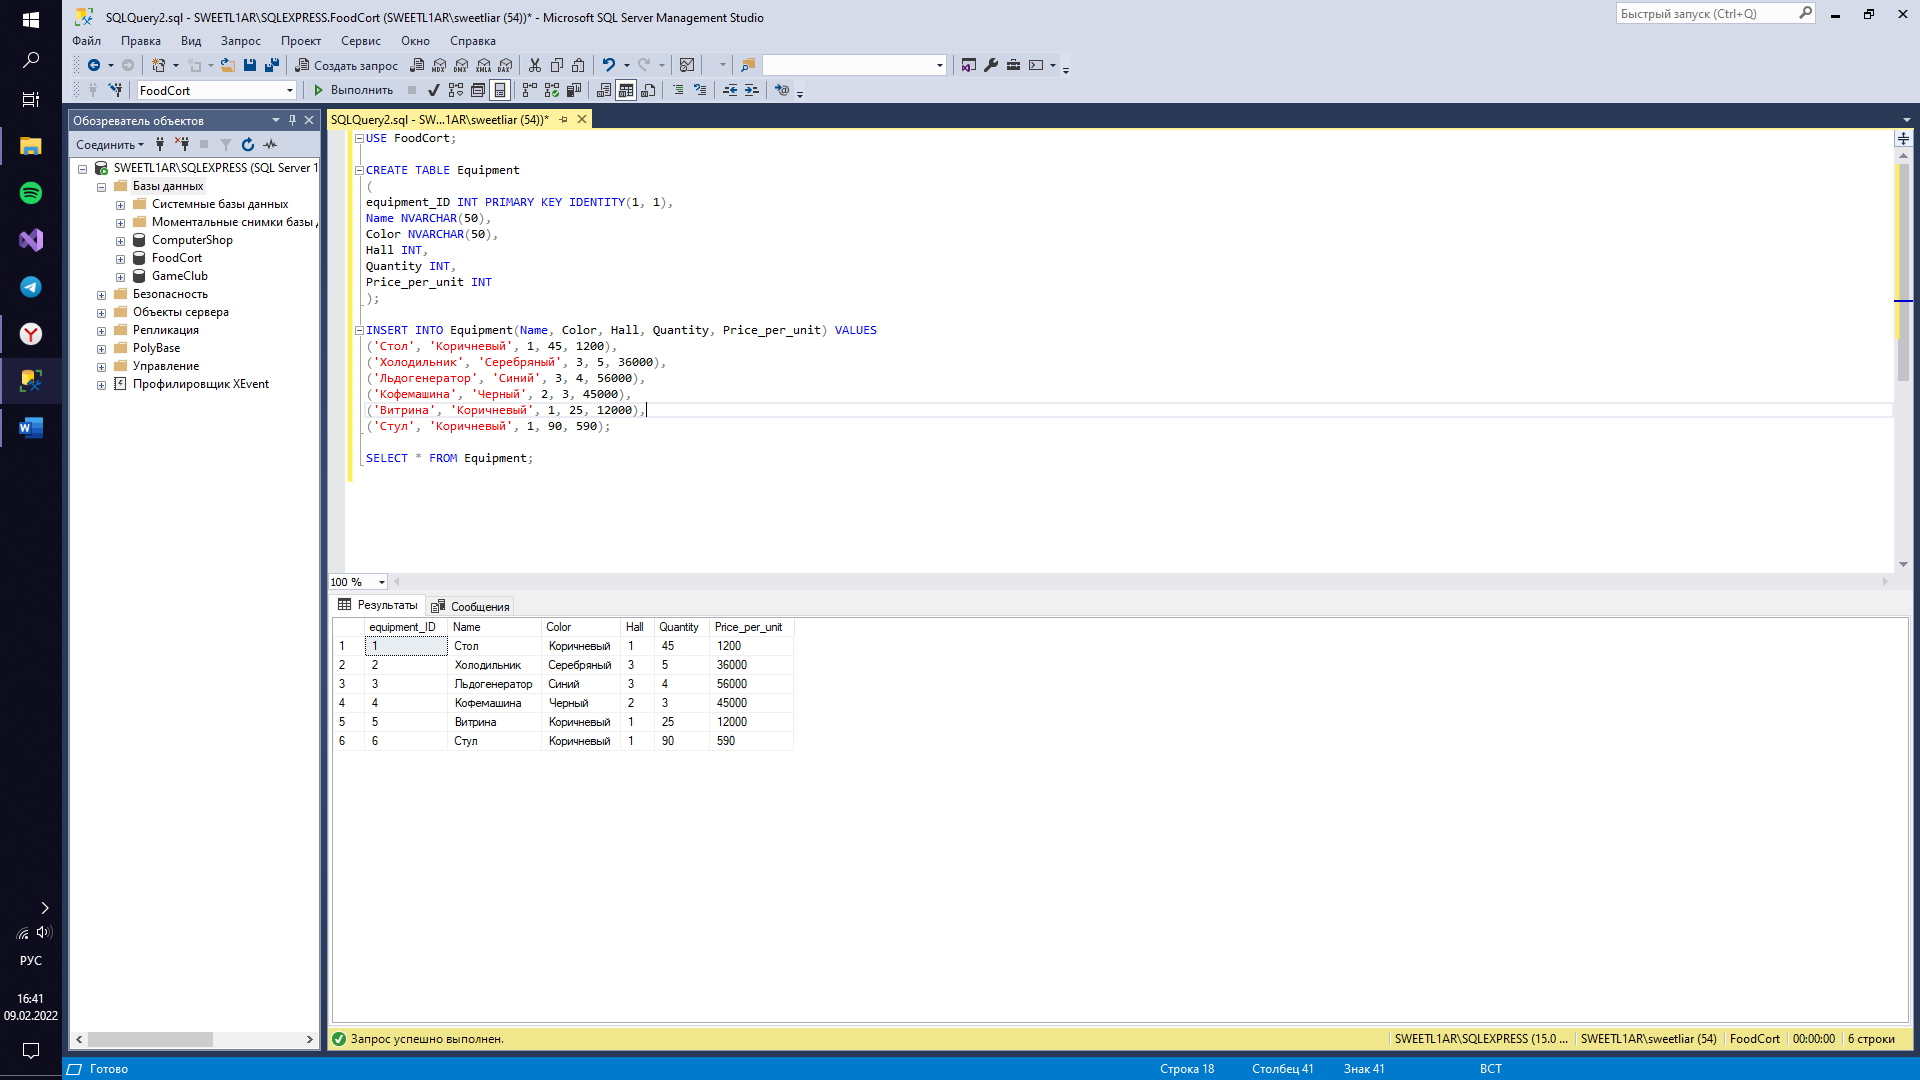 SQLQuery2.sql - SWEETL1AR\SQLEXPRESS.FoodCort (SWEETL1AR\sweetliar (54))* - Microsoft SQL Server Management Studio
Быстрый запуск (Ctrl+Q)
Файл Правка Вид Запрос Проект Сервис Окно Справка
Создать запрос MDX DMX XMLA DAX
FoodCort Выполнить
Обозреватель объектов
Соединить
SWEETL1AR\SQLEXPRESS (SQL Server 1
Базы данных
Системные базы данных
Моментальные снимки базы
ComputerShop
FoodCort
GameClub
Безопасность
Объекты сервера
Репликация
PolyBase
Управление
Профилировщик XEvent
SQLQuery2.sql - SW...1AR\sweetliar (54))*
USE FoodCort;
CREATE TABLE Equipment
(
equipment_ID INT PRIMARY KEY IDENTITY(1, 1),
Name NVARCHAR(50),
Color NVARCHAR(50),
Hall INT,
Quantity INT,
Price_per_unit INT
);
INSERT INTO Equipment(Name, Color, Hall, Quantity, Price_per_unit) VALUES
('Стол', 'Коричневый', 1, 45, 1200),
('Холодильник', 'Серебряный', 3, 5, 36000),
('Льдогенератор', 'Синий', 3, 4, 56000),
('Кофемашина', 'Черный', 2, 3, 45000),
('Витрина', 'Коричневый', 1, 25, 12000),
('Стул', 'Коричневый', 1, 90, 590);
SELECT * FROM Equipment;
100 %
Результаты Сообщения
equipment_ID Name Color Hall Quantity Price_per_unit
1 1 Стол Коричневый 1 45 1200
2 2 Холодильник Серебряный 3 5 36000
3 3 Льдогенератор Синий 3 4 56000
4 4 Кофемашина Черный 2 3 45000
5 5 Витрина Коричневый 1 25 12000
6 6 Стул Коричневый 1 90 590
Запрос успешно выполнен. SWEETL1AR\SQLEXPRESS (15.0 ... SWEETL1AR\sweetliar (54) FoodCort 00:00:00 6 строки
Готово Строка 18 Столбец 41 Знак 41 ВСТ
РУС
16:41
09.02.2022